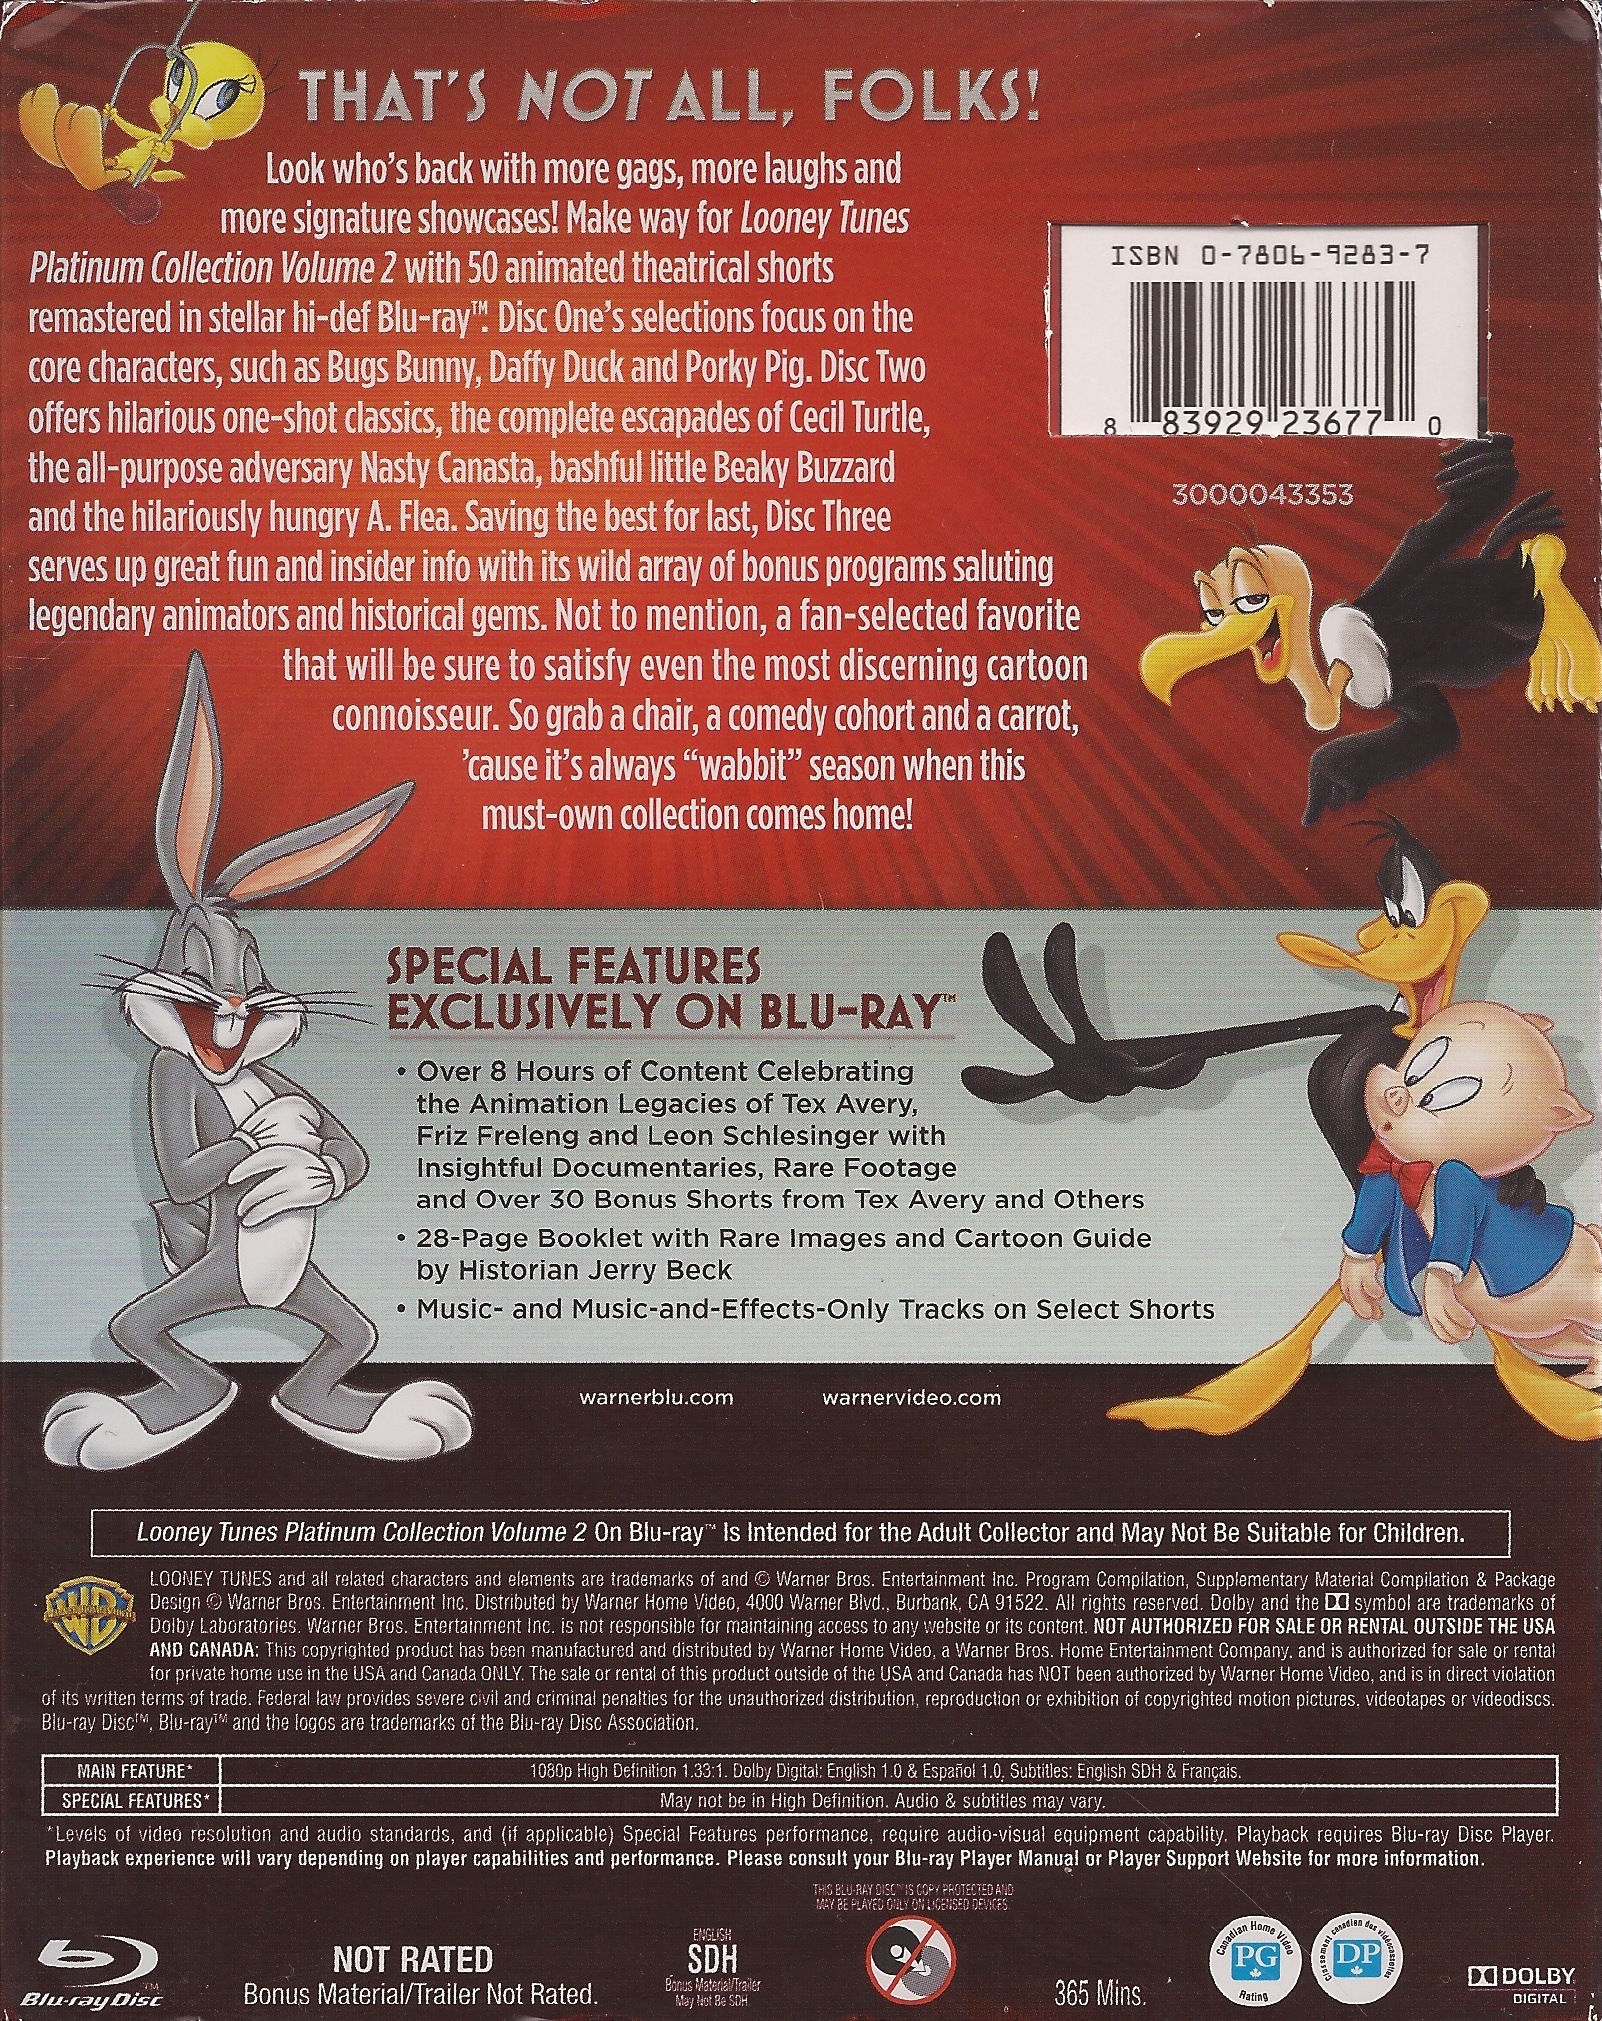 THAT'S NOT ALL, FOLKS!
Look who's back with more gags, more laughs and
more signature showcases! Make way for Looney Tunes
Platinum Collection Volume 2 with 50 animated theatrical shorts
remastered in stellar hi-def Blu-ray™. Disc One's selections focus on the
core characters, such as Bugs Bunny, Daffy Duck and Porky Pig. Disc Two
offers hilarious one-shot classics, the complete escapades of Cecil Turtle,
the all-purpose adversary Nasty Canasta, bashful little Beaky Buzzard
and the hilariously hungry A. Flea. Saving the best for last, Disc Three
serves up great fun and insider info with its wild array of bonus programs saluting
legendary animators and historical gems. Not to mention, a fan-selected favorite
that will be sure to satisfy even the most discerning cartoon
connoisseur. So grab a chair, a comedy cohort and a carrot,
'cause it's always “wabbit” season when this
must-own collection comes home!
ISBN 0-7806-9283-7
8 83929 23677 0
3000043353
SPECIAL FEATURES
EXCLUSIVELY ON BLU-RAY™
• Over 8 Hours of Content Celebrating
the Animation Legacies of Tex Avery,
Friz Freleng and Leon Schlesinger with
Insightful Documentaries, Rare Footage
and Over 30 Bonus Shorts from Tex Avery and Others
• 28-Page Booklet with Rare Images and Cartoon Guide
by Historian Jerry Beck
• Music- and Music-and-Effects-Only Tracks on Select Shorts
warnerblu.com warnervideo.com
Looney Tunes Platinum Collection Volume 2 On Blu-ray™ Is Intended for the Adult Collector and May Not Be Suitable for Children.
LOONEY TUNES and all related characters and elements are trademarks of and © Warner Bros. Entertainment Inc. Program Compilation, Supplementary Material Compilation & Package
Design © Warner Bros. Entertainment Inc. Distributed by Warner Home Video, 4000 Warner Blvd., Burbank, CA 91522. All rights reserved. Dolby and the symbol are trademarks of
Dolby Laboratories. Warner Bros. Entertainment Inc. is not responsible for maintaining access to any website or its content. NOT AUTHORIZED FOR SALE OR RENTAL OUTSIDE THE USA
AND CANADA: This copyrighted product has been manufactured and distributed by Warner Home Video, a Warner Bros. Home Entertainment Company, and is authorized for sale or rental
for private home use in the USA and Canada ONLY. The sale or rental of this product outside of the USA and Canada has NOT been authorized by Warner Home Video, and is in direct violation
of its written terms of trade. Federal law provides severe civil and criminal penalties for the unauthorized distribution, reproduction or exhibition of copyrighted motion pictures, videotapes or videodiscs.
Blu-ray Disc™, Blu-ray™ and the logos are trademarks of the Blu-ray Disc Association.
WB
MAIN FEATURE* 1080p High Definition 1.33:1. Dolby Digital: English 1.0 & Español 1.0, Subtitles: English SDH & Français.
SPECIAL FEATURES* May not be in High Definition. Audio & subtitles may vary.
*Levels of video resolution and audio standards, and (if applicable) Special Features performance, require audio-visual equipment capability. Playback requires Blu-ray Disc Player.
Playback experience will vary depending on player capabilities and performance. Please consult your Blu-ray Player Manual or Player Support Website for more information.
THIS BLU-RAY DISC™ IS COPY PROTECTED AND
MAY BE PLAYED ONLY ON LICENSED DEVICES.
Blu-ray Disc™
NOT RATED
Bonus Material/Trailer Not Rated.
ENGLISH
SDH
Bonus Material/Trailer
May Not Be SDH
365 Mins.
Canadian Home Video
PG
Rating
Classement canadien des vidéocassettes
DP
DOLBY
DIGITAL